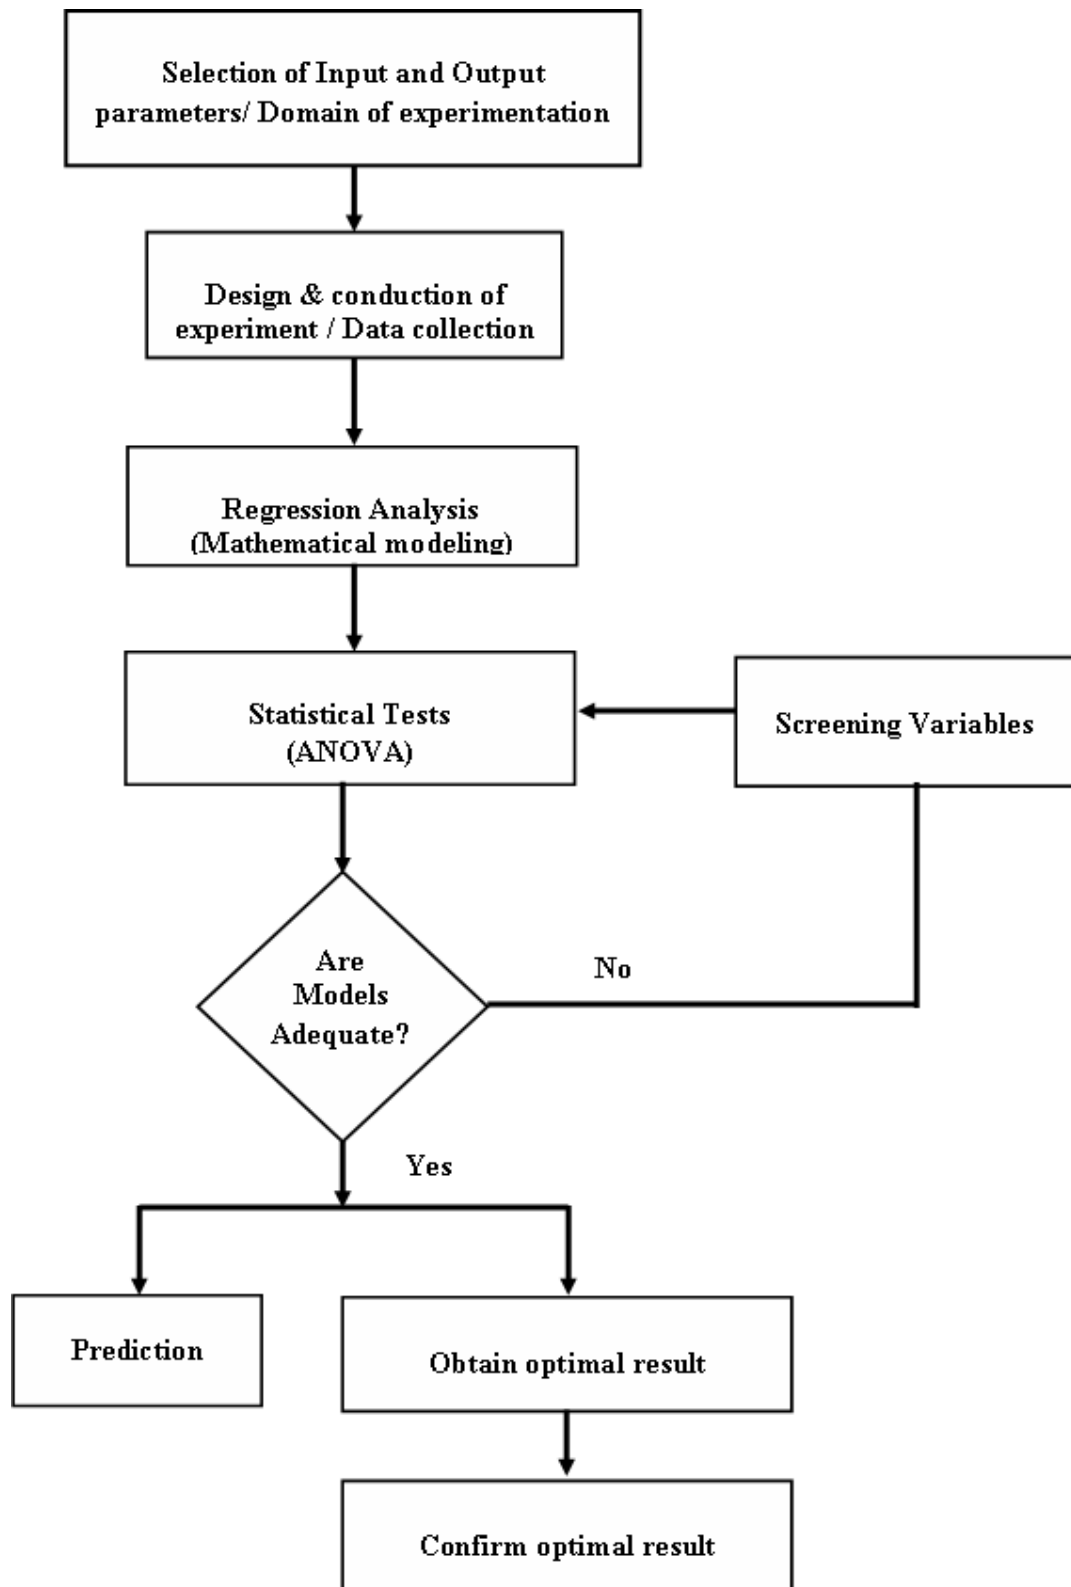 Selection of Input and Output
parameters/ Domain of experimentation
Design & conduction of
experiment / Data collection
Regression Analysis
(Mathematical modeling)
Statistical Tests
(ANOVA)
Screening Variables
Are
Models
Adequate?
No
Yes
Prediction
Obtain optimal result
Confirm optimal result